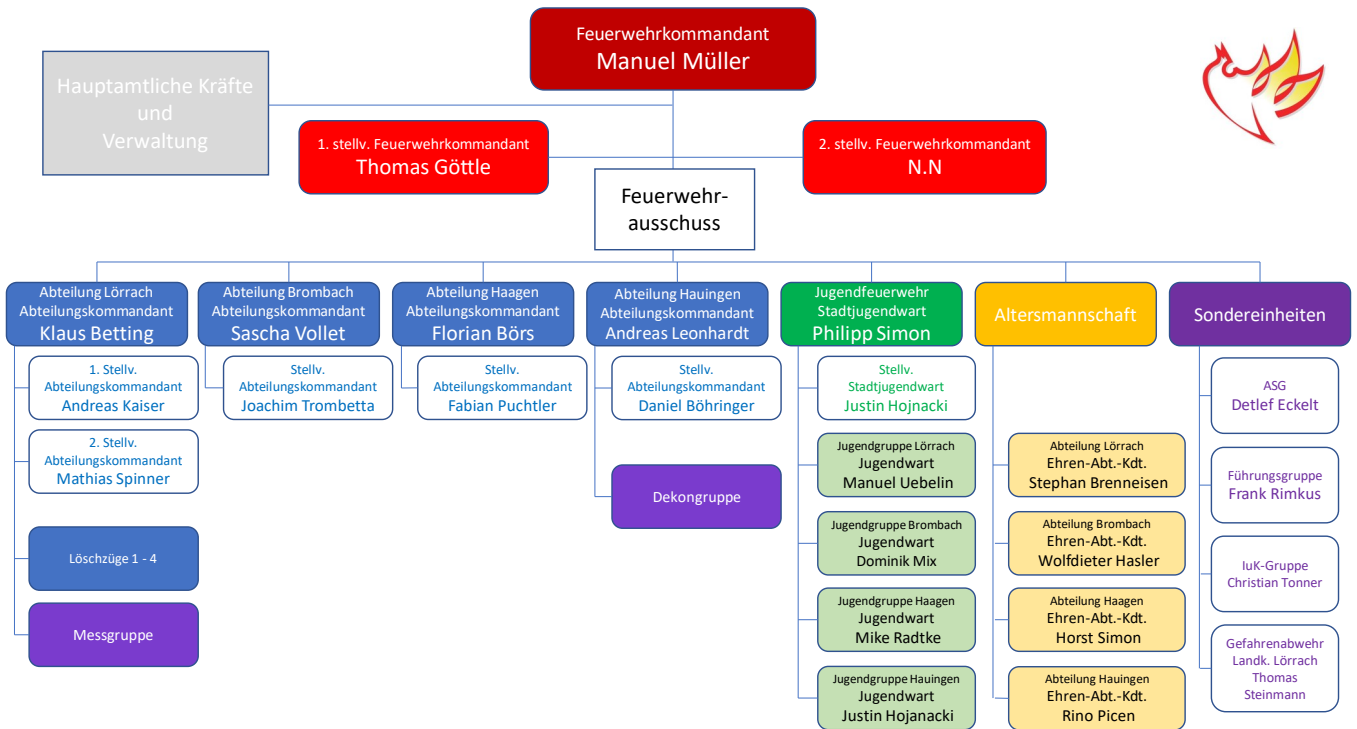 Feuerwehrkommandant
Manuel Müller
Hauptamtliche Kräfte
und
Verwaltung
1. stellv. Feuerwehrkommandant
Thomas Göttle
2. stellv. Feuerwehrkommandant
N.N
Feuerwehr-
ausschuss
Abteilung Lörrach
Abteilungskommandant
Klaus Betting
1. Stellv.
Abteilungskommandant
Andreas Kaiser
2. Stellv.
Abteilungskommandant
Mathias Spinner
Löschzüge 1 - 4
Messgruppe
Abteilung Brombach
Abteilungskommandant
Sascha Vollet
Stellv.
Abteilungskommandant
Joachim Trombetta
Abteilung Haagen
Abteilungskommandant
Florian Börs
Stellv.
Abteilungskommandant
Fabian Puchtler
Abteilung Hauingen
Abteilungskommandant
Andreas Leonhardt
Stellv.
Abteilungskommandant
Daniel Böhringer
Dekongruppe
Jugendfeuerwehr
Stadtjugendwart
Philipp Simon
Stellv.
Stadtjugendwart
Justin Hojnacki
Jugendgruppe Lörrach
Jugendwart
Manuel Uebelin
Jugendgruppe Brombach
Jugendwart
Dominik Mix
Jugendgruppe Haagen
Jugendwart
Mike Radtke
Jugendgruppe Hauingen
Jugendwart
Justin Hojanacki
Altersmannschaft
Abteilung Lörrach
Ehren-Abt.-Kdt.
Stephan Brenneisen
Abteilung Brombach
Ehren-Abt.-Kdt.
Wolfdieter Hasler
Abteilung Haagen
Ehren-Abt.-Kdt.
Horst Simon
Abteilung Hauingen
Ehren-Abt.-Kdt.
Rino Picen
Sondereinheiten
ASG
Detlef Eckelt
Führungsgruppe
Frank Rimkus
IuK-Gruppe
Christian Tonner
Gefahrenabwehr
Landk. Lörrach
Thomas
Steinmann